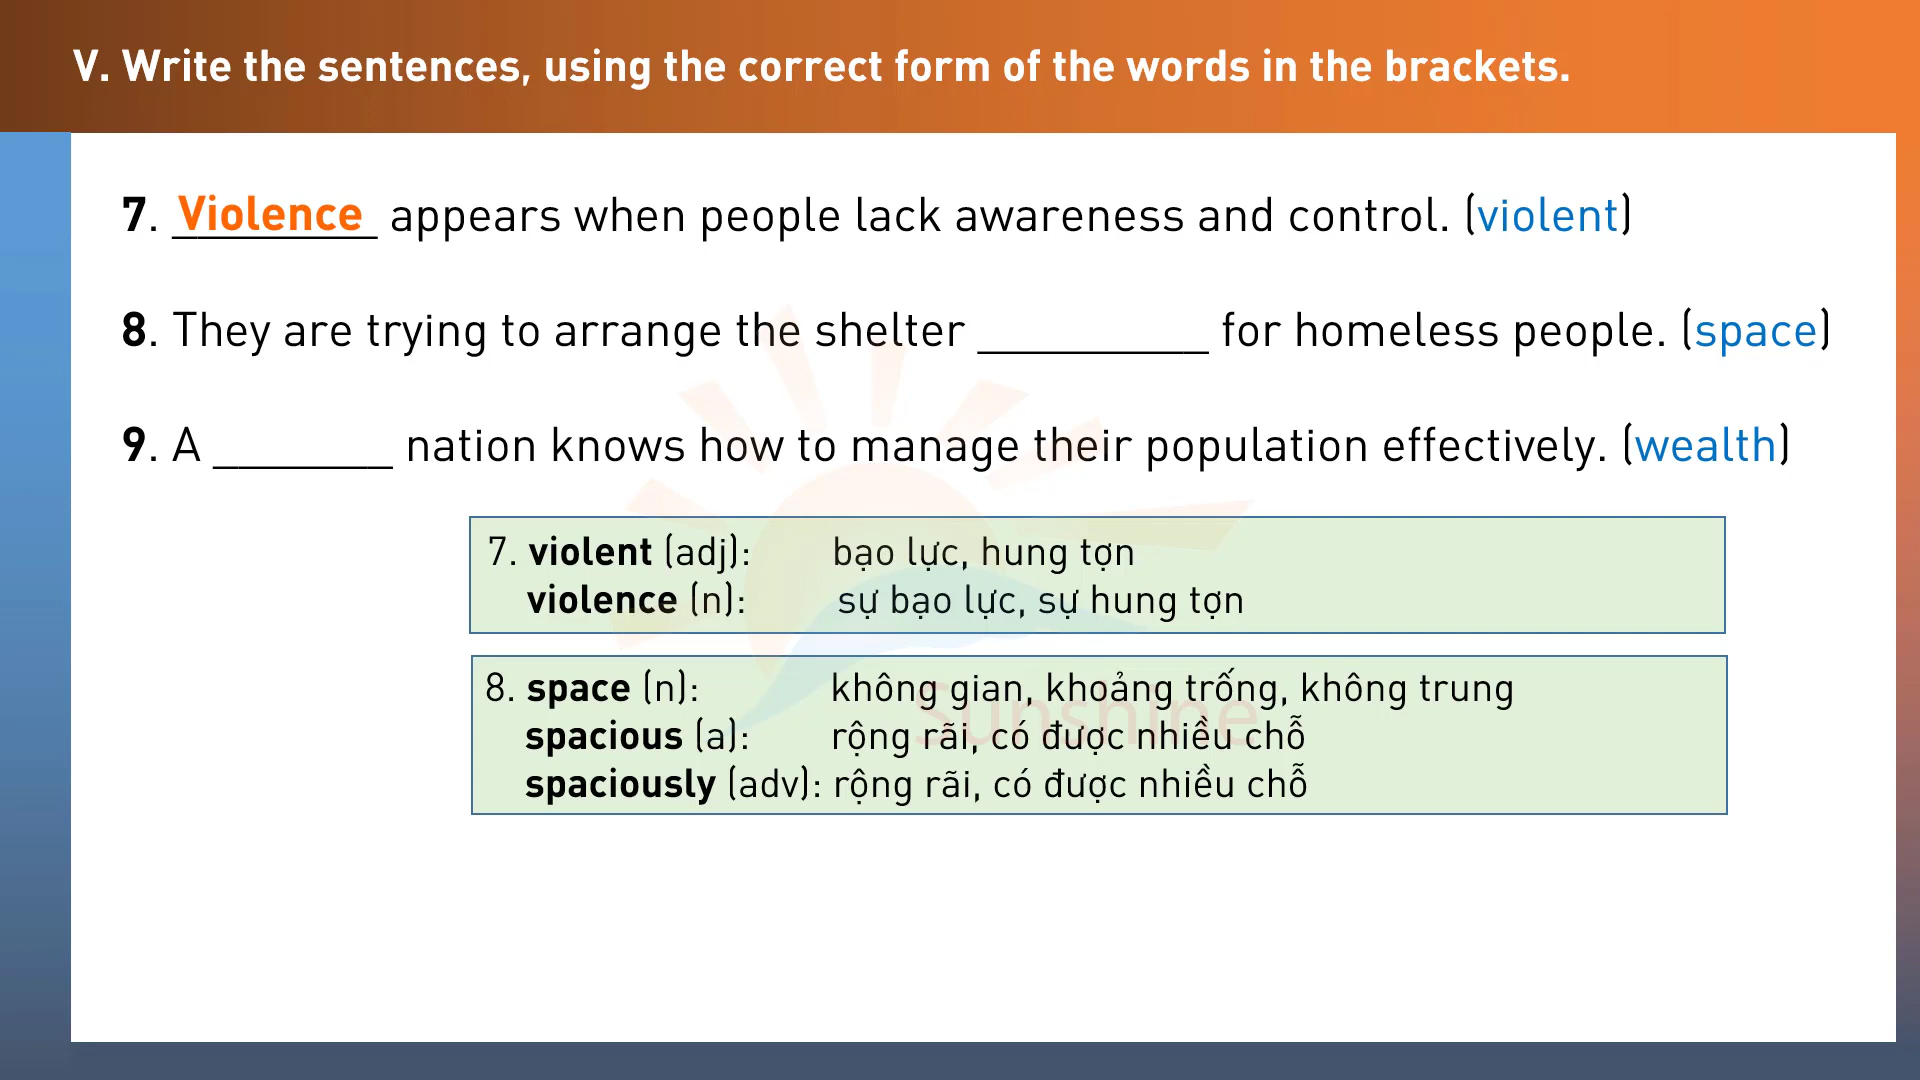 V. Write the sentences, using the correct form of the words in the brackets.
7. Violence appears when people lack awareness and control. (violent)
8. They are trying to arrange the shelter _________ for homeless people. (space)
9. A _______ nation knows how to manage their population effectively. (wealth)
7. violent (adj): bạo lực, hung tợn
violence (n): sự bạo lực, sự hung tợn
8. space (n): không gian, khoảng trống, không trung
spacious (a): rộng rãi, có được nhiều chỗ
spaciously (adv): rộng rãi, có được nhiều chỗ
Sunshine